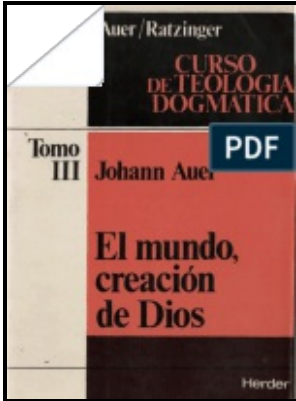 Auer/Ratzinger
CURSO
DE TEOLOGIA
DOGMATICA
Tomo
III
Johann Auer
PDF
El mundo,
creación
de Dios
Herder